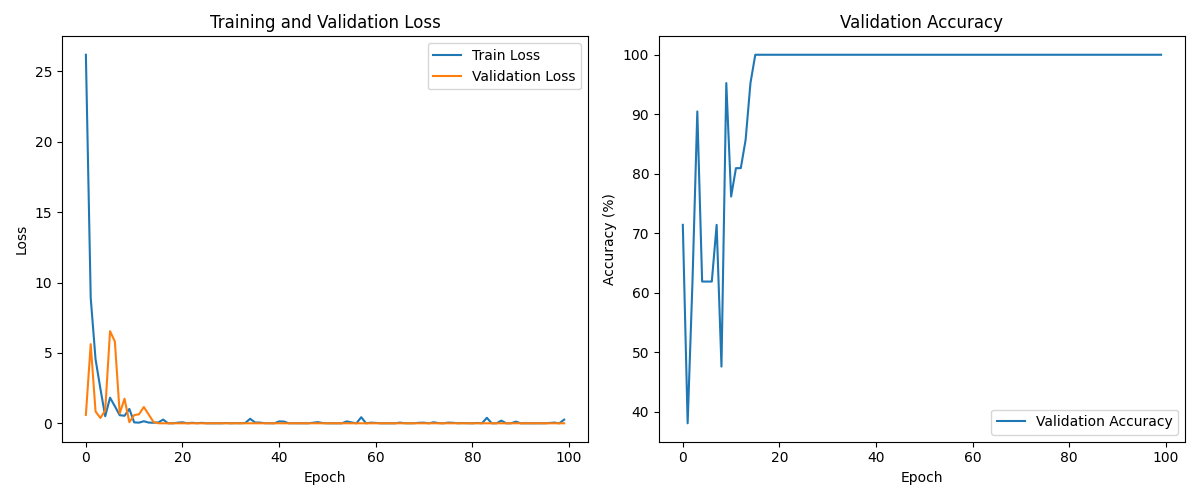 Training and Validation Loss
Train Loss
Validation Loss
25
20
15
10
5
0
Loss
0 20 40 60 80 100
Epoch
Validation Accuracy
100
90
80
70
60
50
40
Accuracy (%)
Validation Accuracy
0 20 40 60 80 100
Epoch